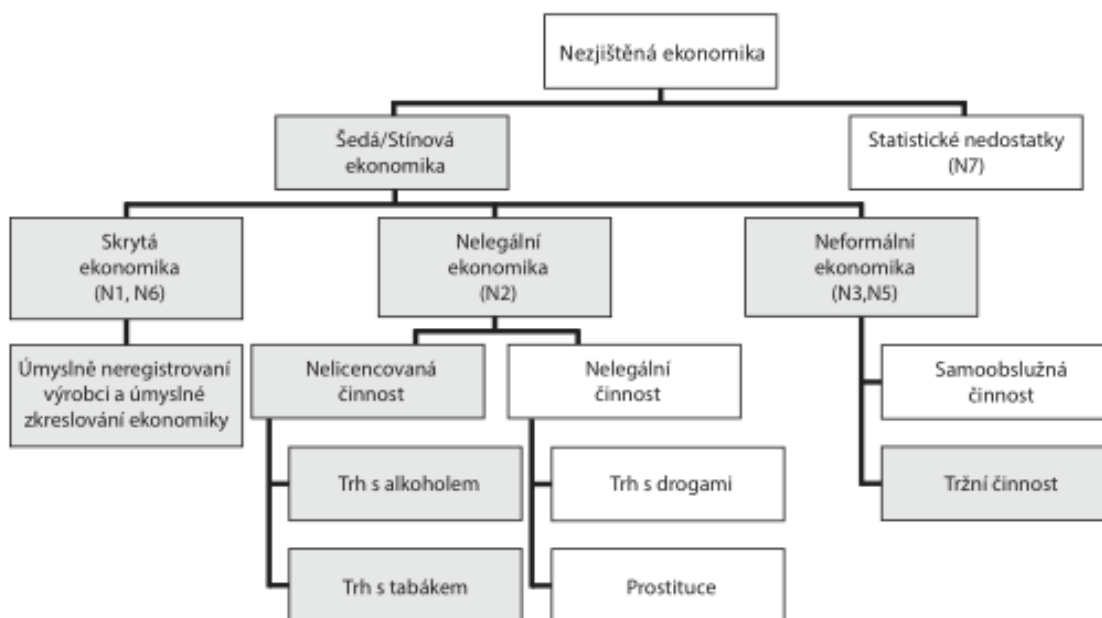 Nezjištěná ekonomika
Šedá/Stínová
ekonomika
Statistické nedostatky
(N7)
Skrytá
ekonomika
(N1, N6)
Nelegální
ekonomika
(N2)
Neformální
ekonomika
(N3,N5)
Úmyslně neregistrovaní
výrobci a úmyslné
zkreslování ekonomiky
Nelicencovaná
činnost
Nelegální
činnost
Samoobslužná
činnost
Trh s alkoholem
Trh s drogami
Tržní činnost
Trh s tabákem
Prostituce